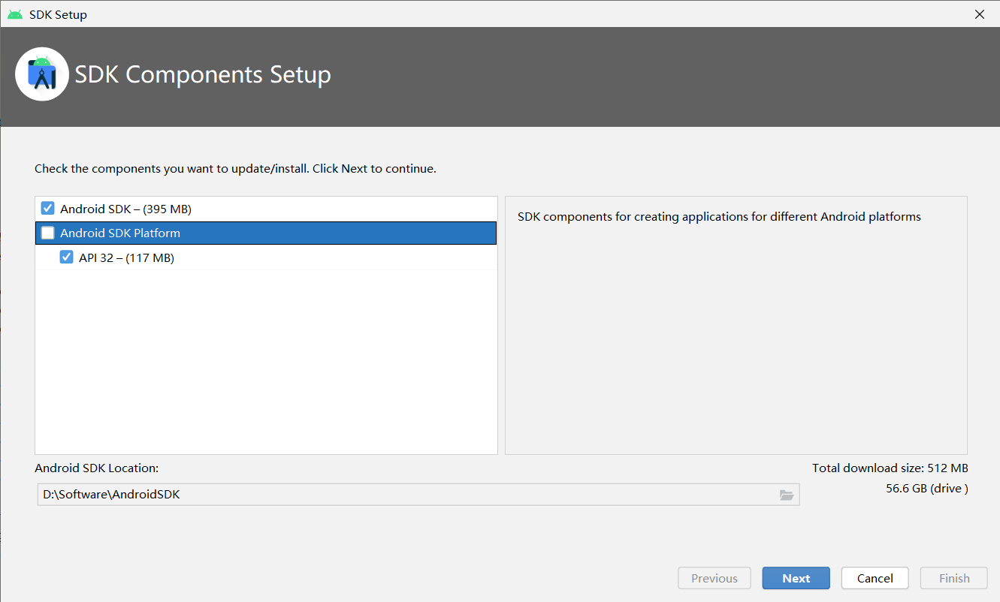 SDK Setup
SDK Components Setup
Check the components you want to update/install. Click Next to continue.
Android SDK – (395 MB)
Android SDK Platform
API 32 – (117 MB)
SDK components for creating applications for different Android platforms
Android SDK Location:
Total download size: 512 MB
D:\Software\AndroidSDK
56.6 GB (drive )
Previous
Next
Cancel
Finish